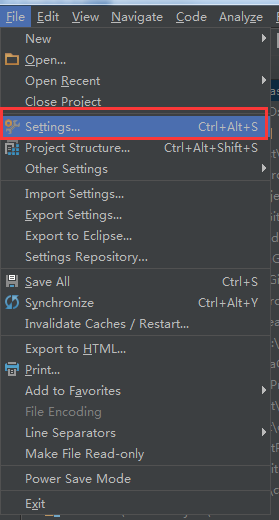 File Edit View Navigate Code Analyze
New
Open...
Open Recent
Close Project
Settings... Ctrl+Alt+S
Project Structure... Ctrl+Alt+Shift+S
Other Settings
Import Settings...
Export Settings...
Export to Eclipse...
Settings Repository...
Save All Ctrl+S
Synchronize Ctrl+Alt+Y
Invalidate Caches / Restart...
Export to HTML...
Print...
Add to Favorites
File Encoding
Line Separators
Make File Read-only
Power Save Mode
Exit